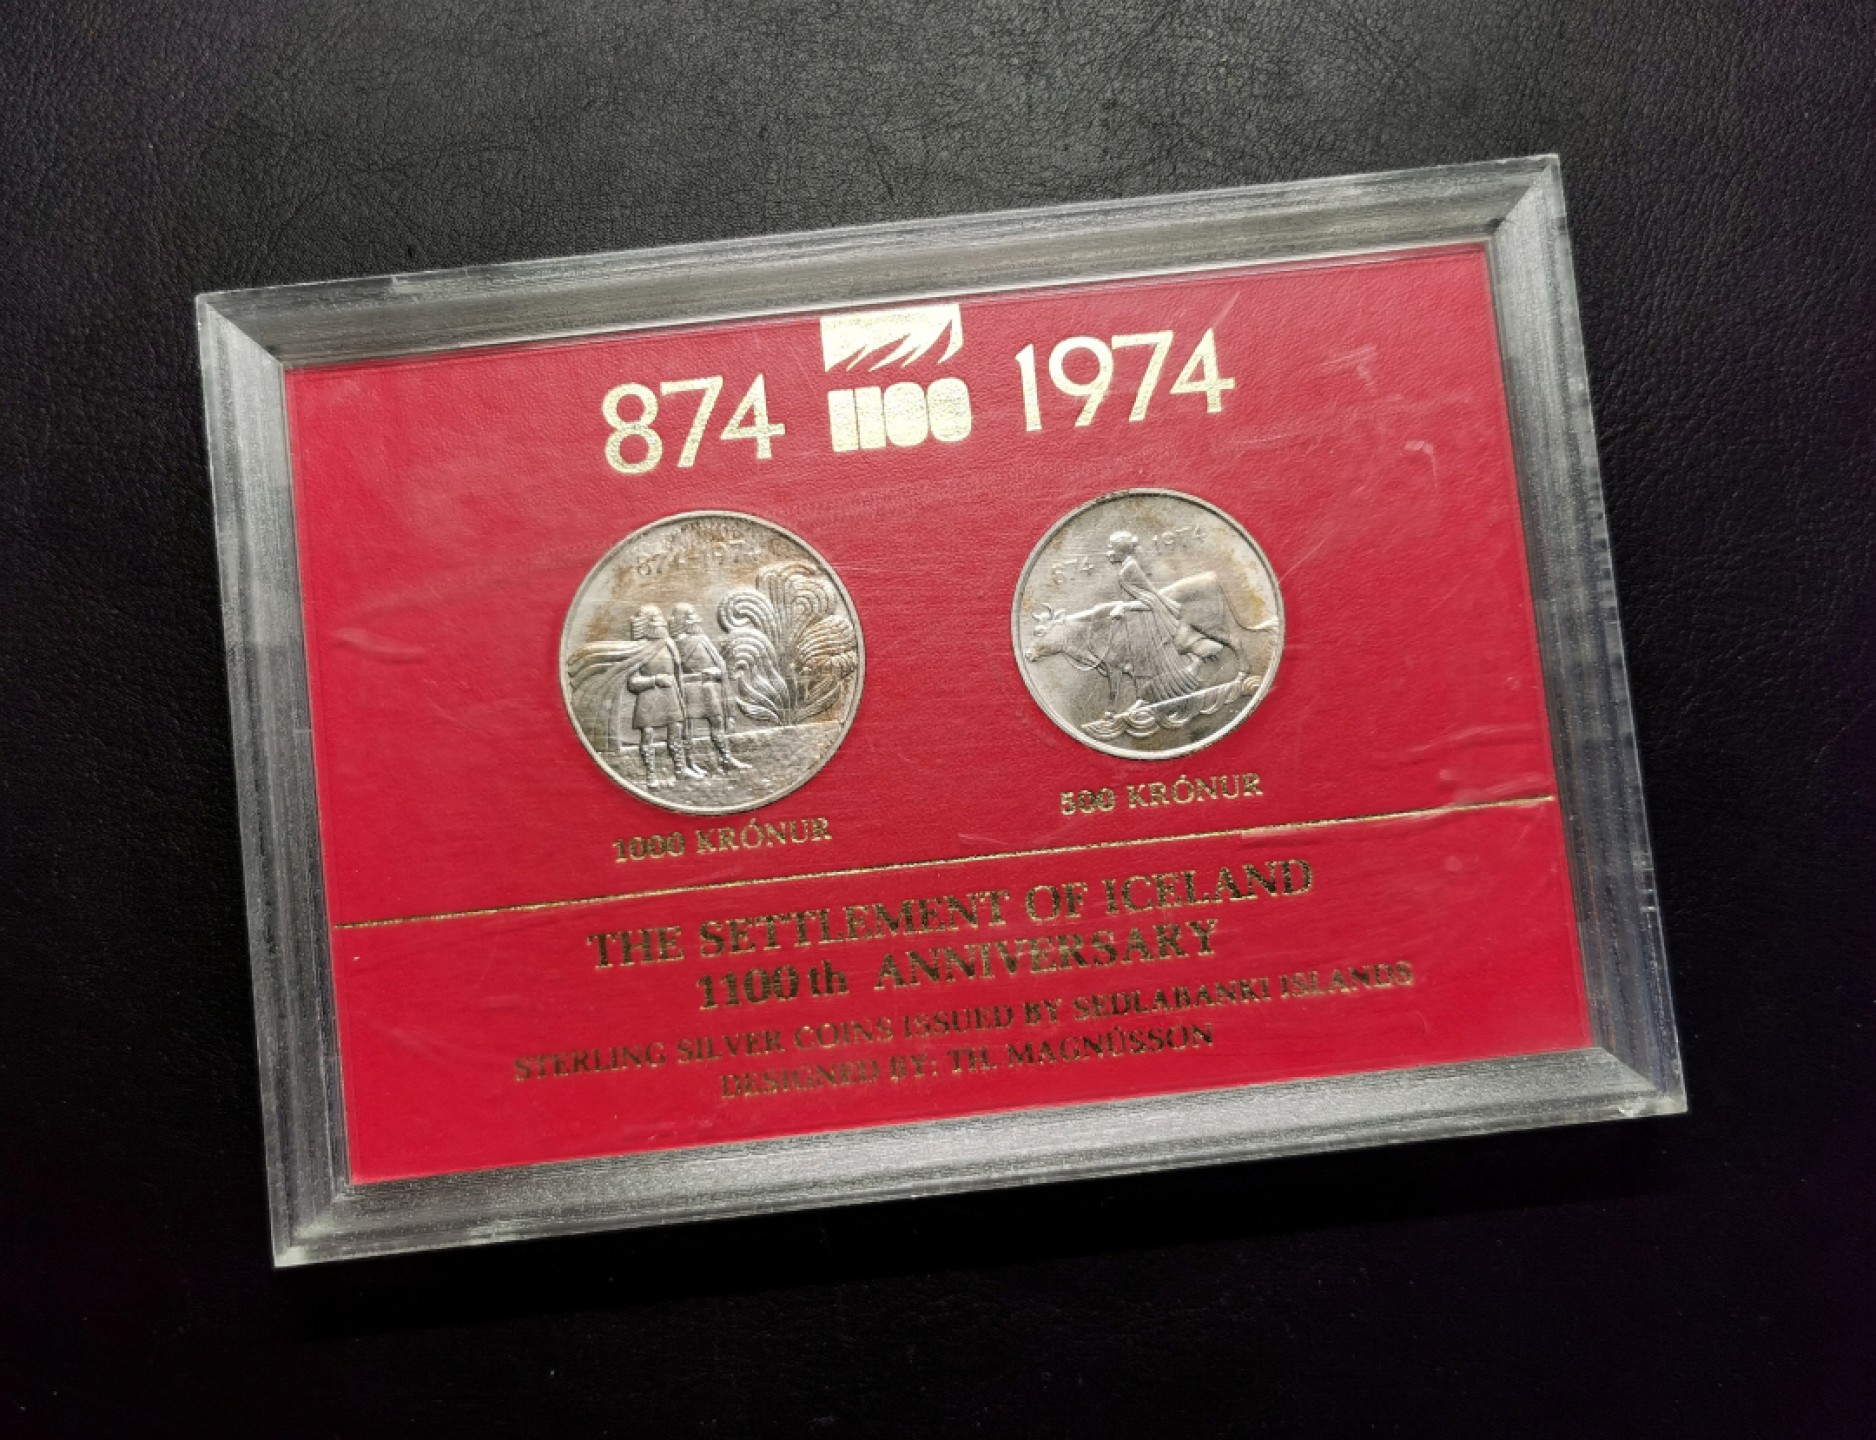 874 1100 1974
874-1974
874 1974
1000 KRÓNUR
500 KRÓNUR
THE SETTLEMENT OF ICELAND
1100th ANNIVERSARY
STERLING SILVER COINS ISSUED BY SEDLABANKI ISLANDS
DESIGNED BY: TH. MAGNÚSSON